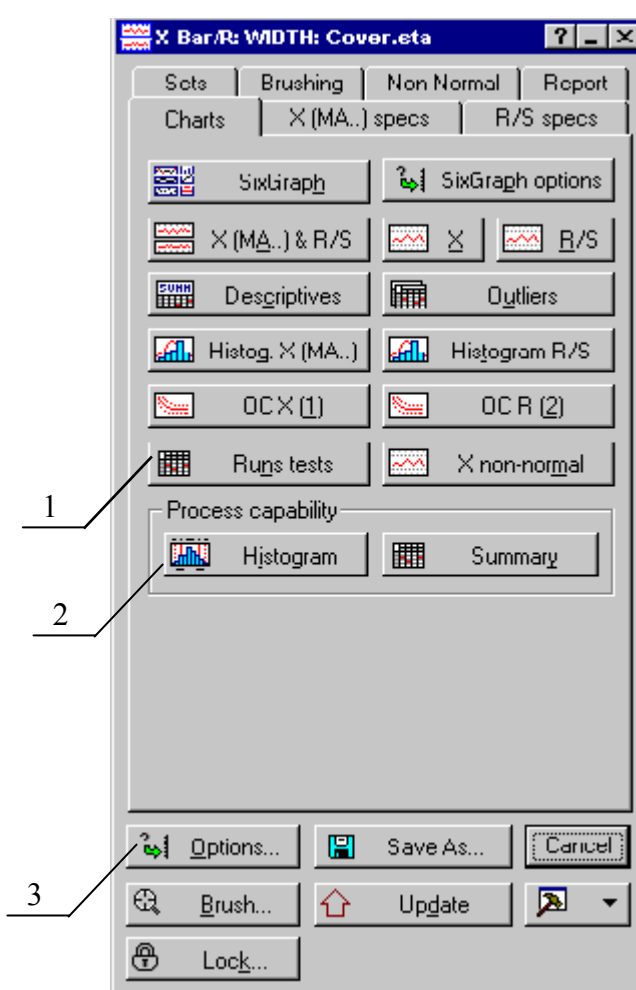 X Bar/R: WIDTH: Cover.eta
Sets Brushing Non Normal Report
Charts X (MA..) specs R/S specs
SixGraph SixGraph options
X (MA..) & R/S X R/S
Descriptives Outliers
Histog. X (MA..) Histogram R/S
OC X (1) OC R (2)
Runs tests X non-normal
1
Process capability
Histogram Summary
2
Options... Save As... Cancel
3
Brush... Update
Lock...